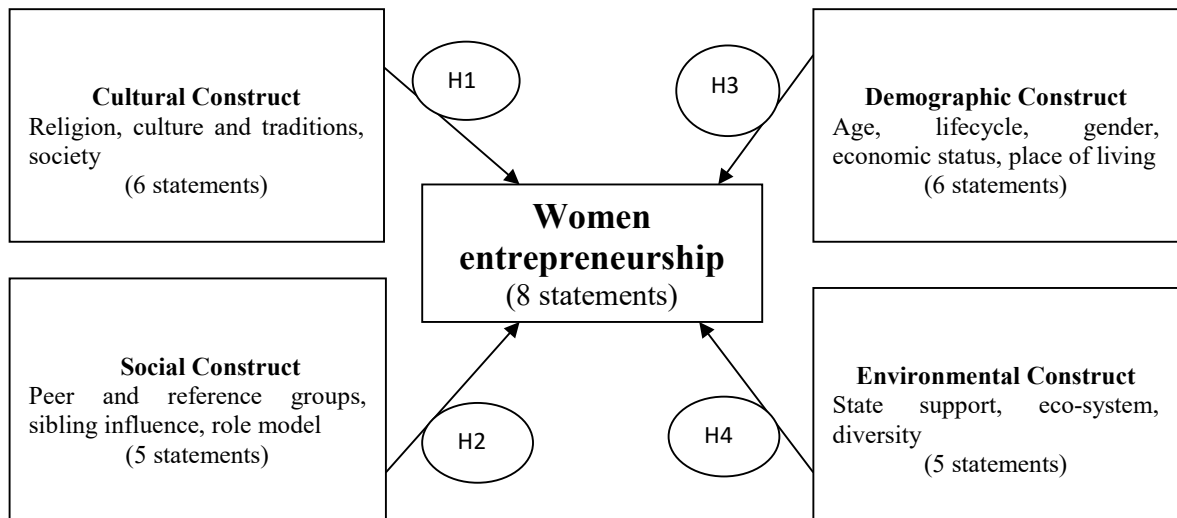 Cultural Construct
Religion, culture and traditions,
society
(6 statements)
H1
H3
Demographic Construct
Age, lifecycle, gender,
economic status, place of living
(6 statements)
Women
entrepreneurship
(8 statements)
Social Construct
Peer and reference groups,
sibling influence, role model
(5 statements)
H2
H4
Environmental Construct
State support, eco-system,
diversity
(5 statements)